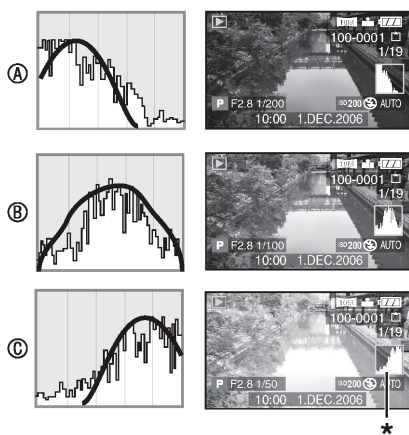 Ⓐ
100-0001
1/19
P F2.8 1/200 ISO200 AUTO
10:00 1.DEC.2006
Ⓑ
100-0001
1/19
P F2.8 1/100 ISO200 AUTO
10:00 1.DEC.2006
Ⓒ
100-0001
1/19
P F2.8 1/50 ISO200 AUTO
10:00 1.DEC.2006
*